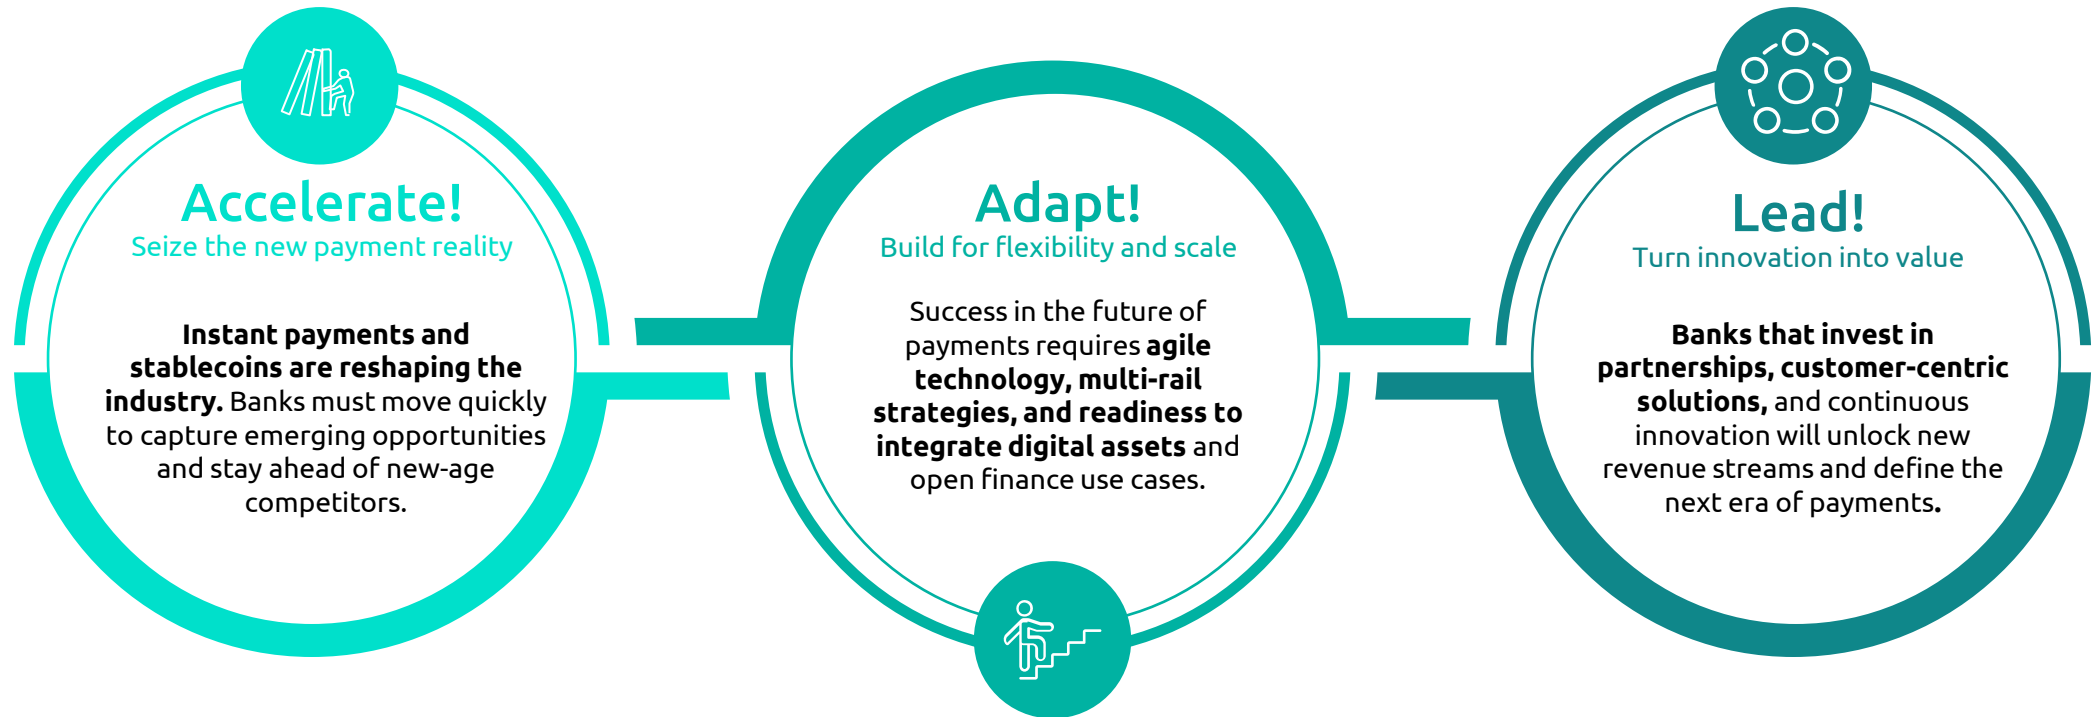 Accelerate!
Seize the new payment reality
Instant payments and
stablecoins are reshaping the
industry. Banks must move quickly
to capture emerging opportunities
and stay ahead of new-age
competitors.
Adapt!
Build for flexibility and scale
Success in the future of
payments requires agile
technology, multi-rail
strategies, and readiness to
integrate digital assets and
open finance use cases.
Lead!
Turn innovation into value
Banks that invest in
partnerships, customer-centric
solutions, and continuous
innovation will unlock new
revenue streams and define the
next era of payments.